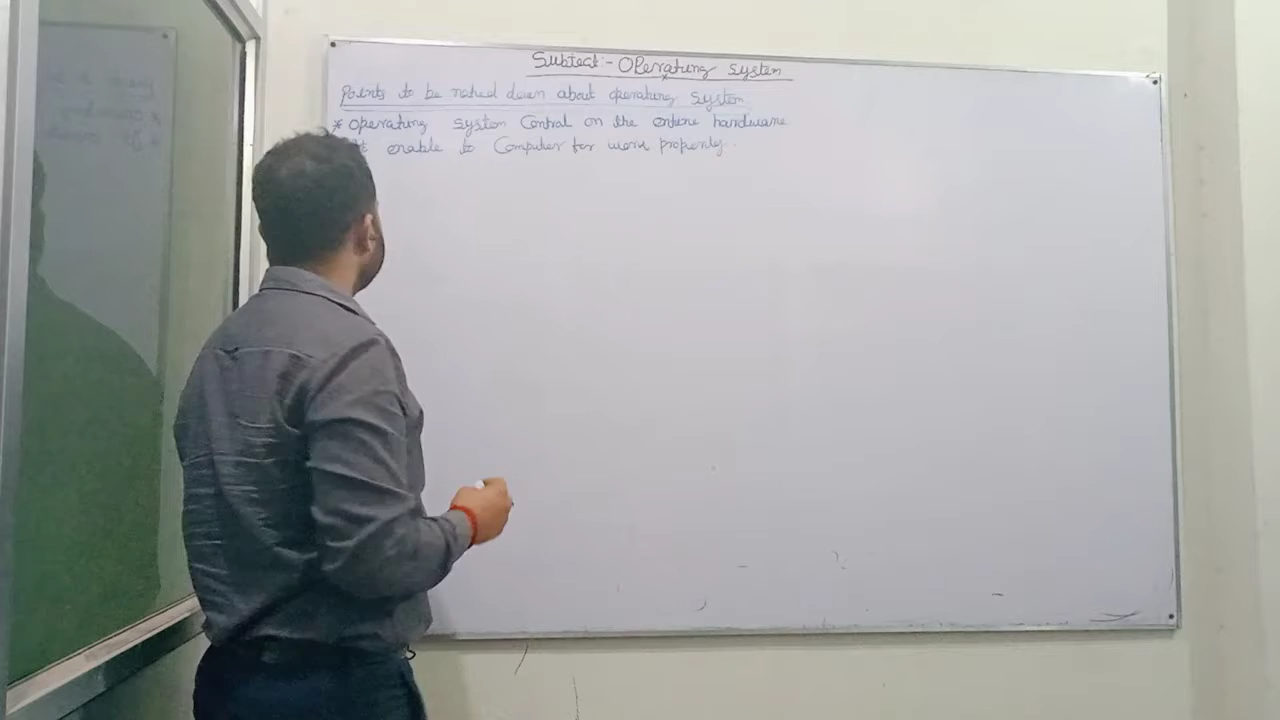 Subject:- Operating System
Points to be noted down about operating system
* Operating system Control on the entire hardware
It enable to Computer for work properly.